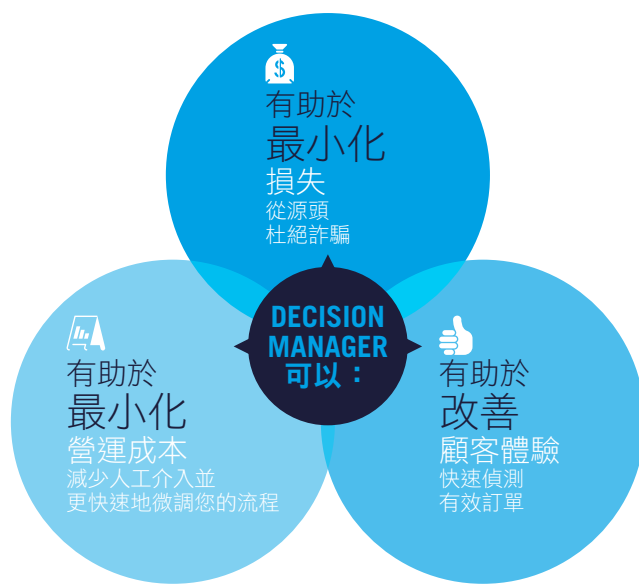 有助於
最小化
損失
從源頭
杜絕詐騙
DECISION
MANAGER
可以：
有助於
最小化
營運成本
減少人工介入並
更快速地微調您的流程
有助於
改善
顧客體驗
快速偵測
有效訂單